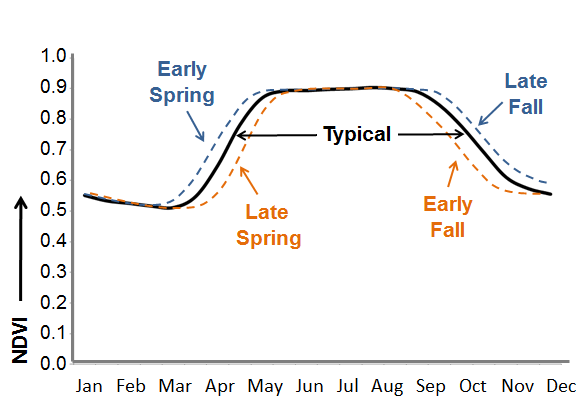 1.0
0.9
0.8
0.7
0.6
0.5
0.4
0.3
0.2
0.1
0.0
NDVI
Early
Spring
Late
Fall
Typical
Late
Spring
Early
Fall
Jan Feb Mar Apr May Jun Jul Aug Sep Oct Nov Dec